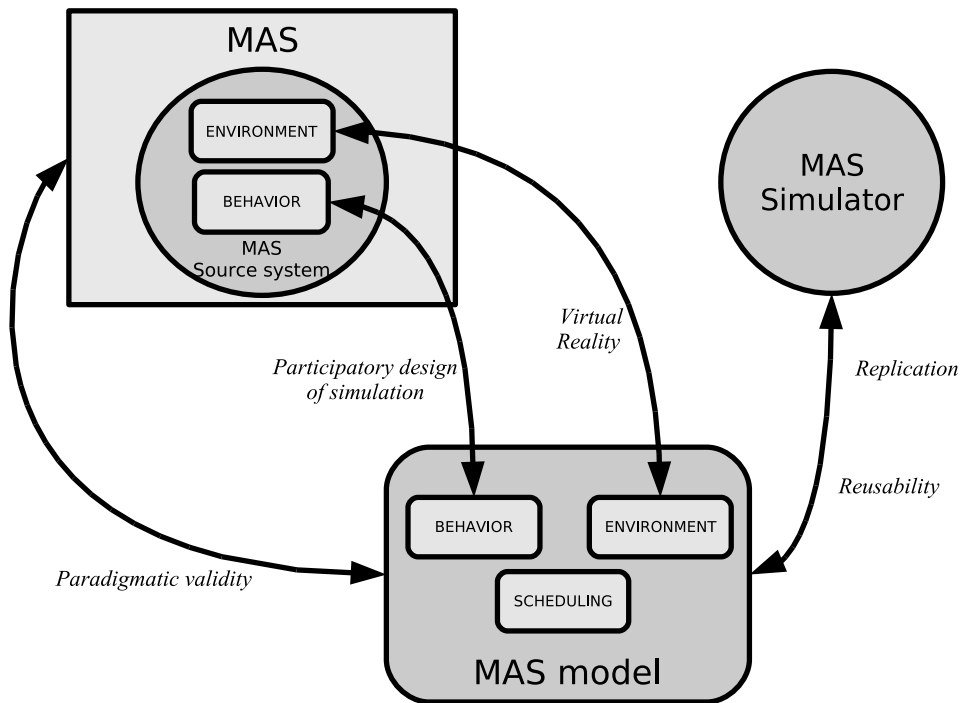 MAS
ENVIRONMENT
BEHAVIOR
MAS
Source system
MAS
Simulator
Virtual
Reality
Participatory design
of simulation
Replication
Reusability
Paradigmatic validity
BEHAVIOR
ENVIRONMENT
SCHEDULING
MAS model